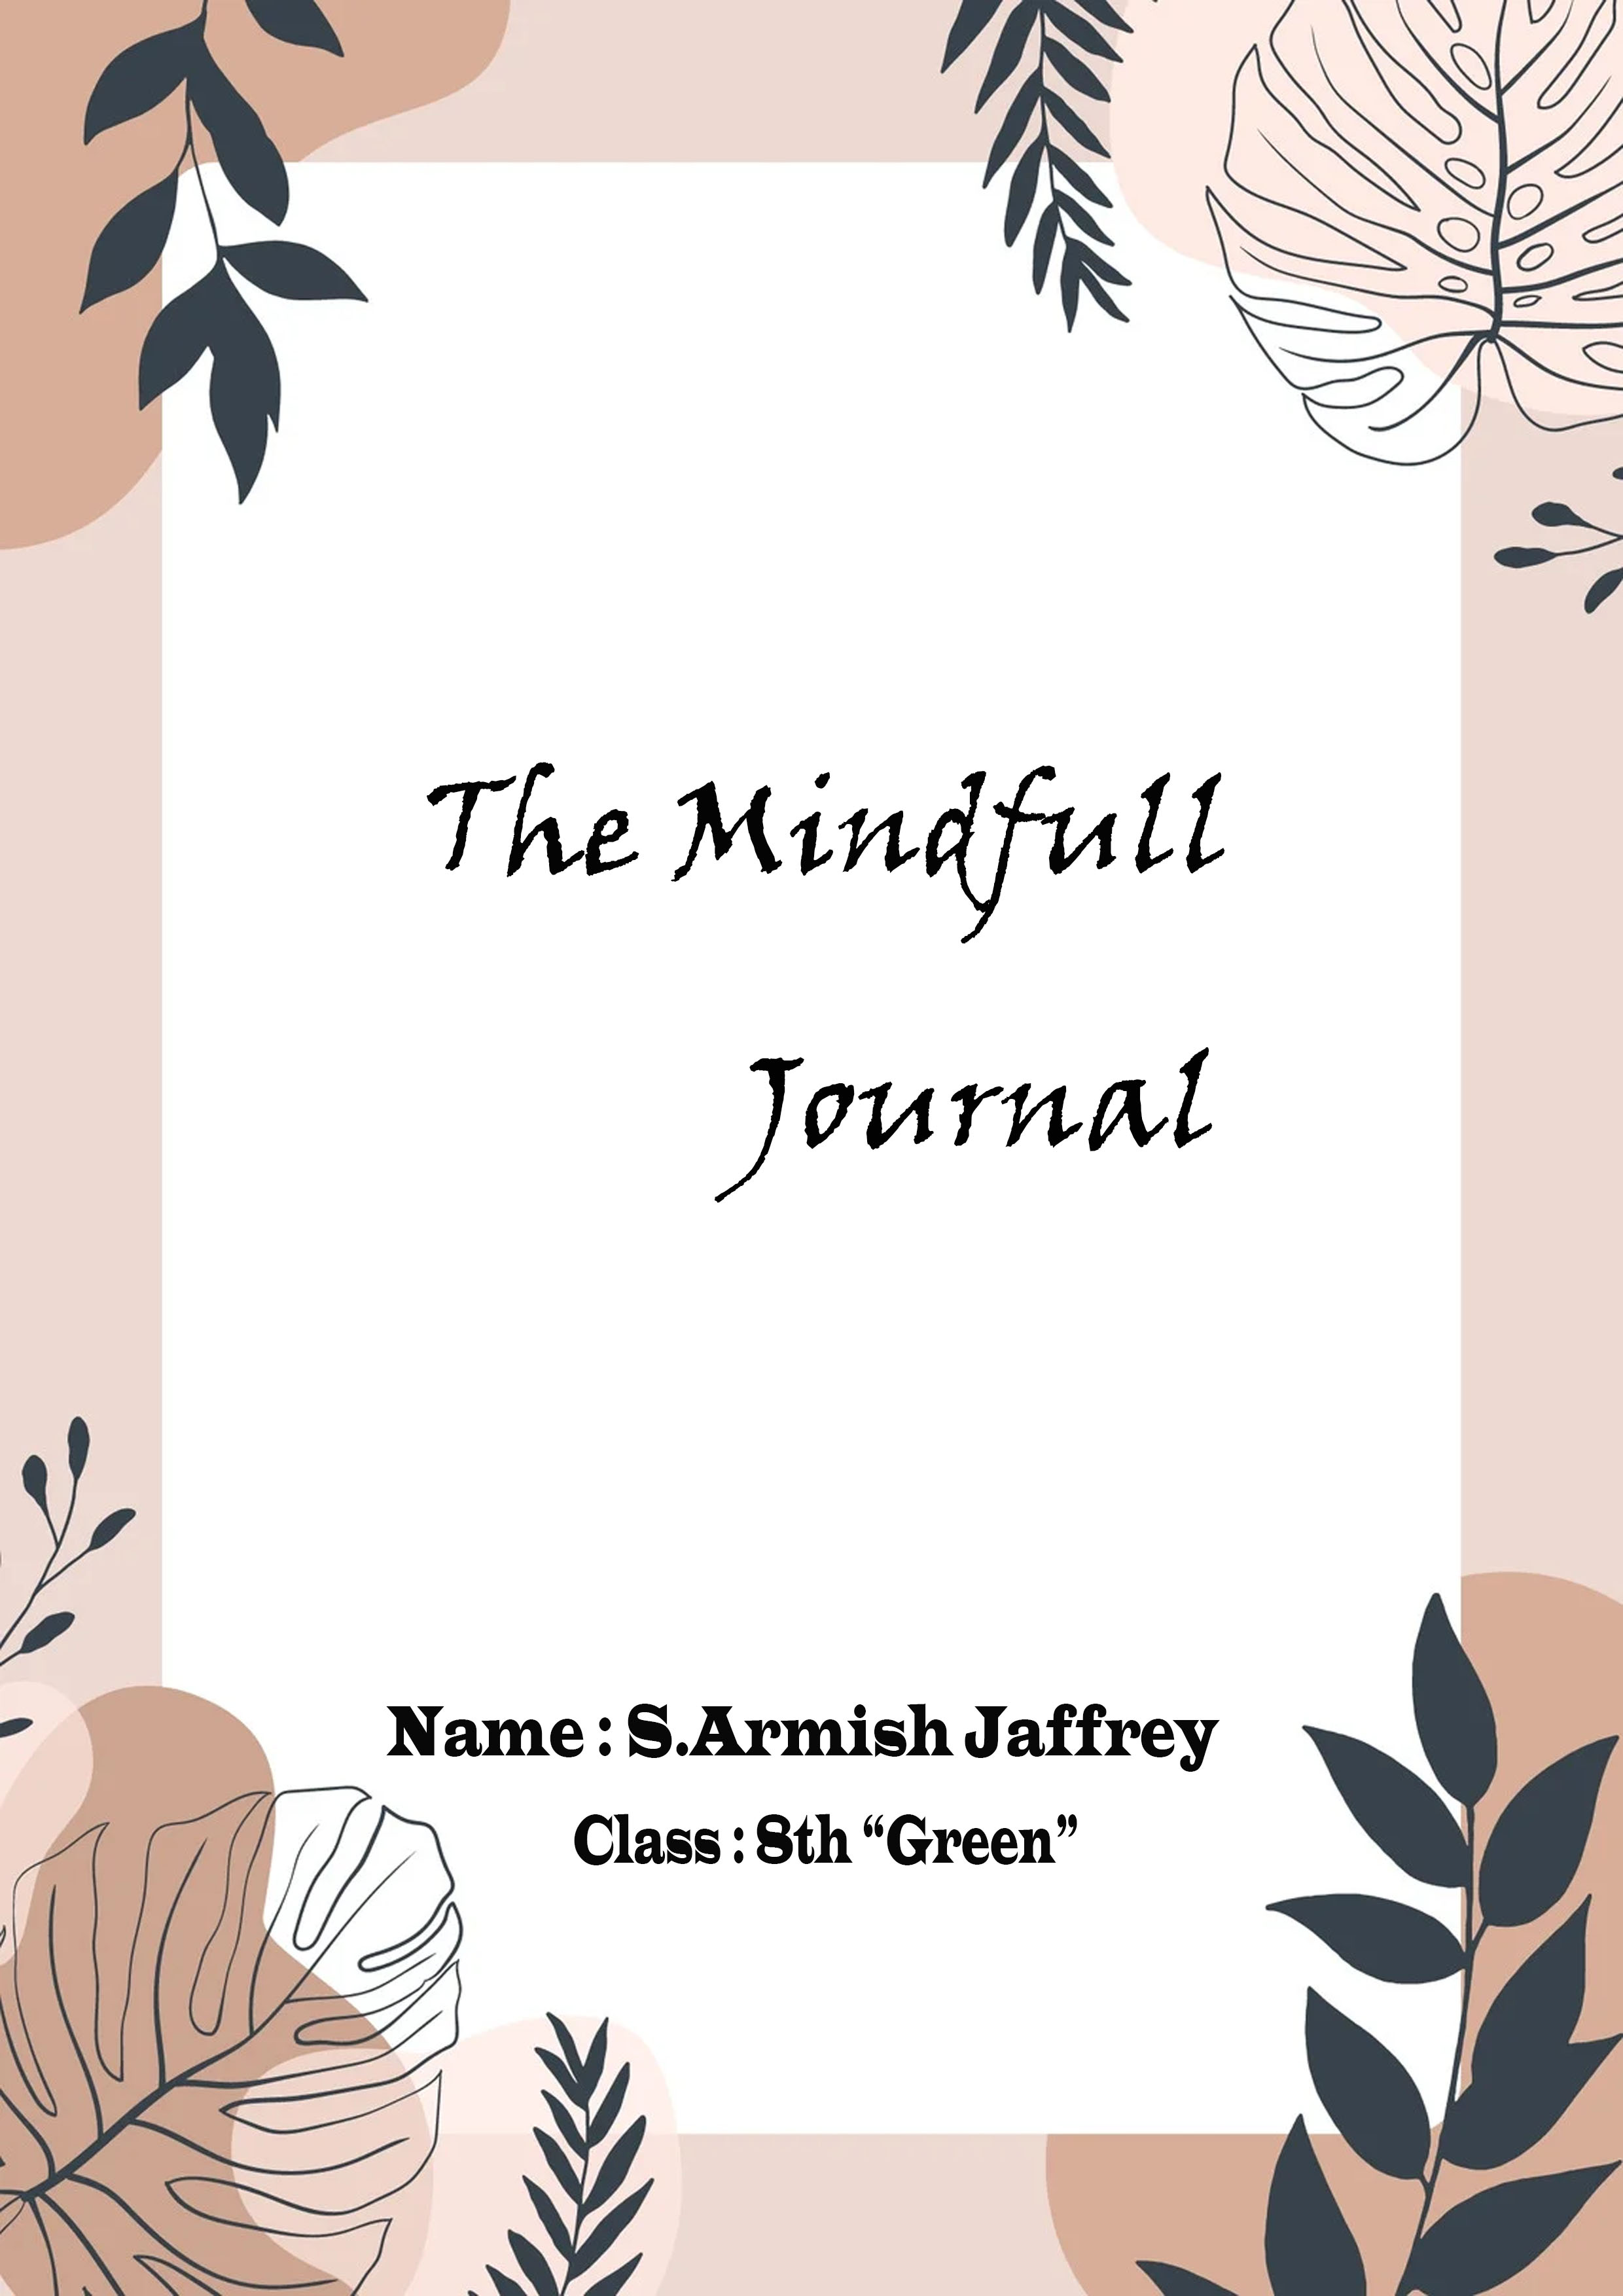 The Mindfull
Journal
Name : S.Armish Jaffrey
Class : 8th “Green”